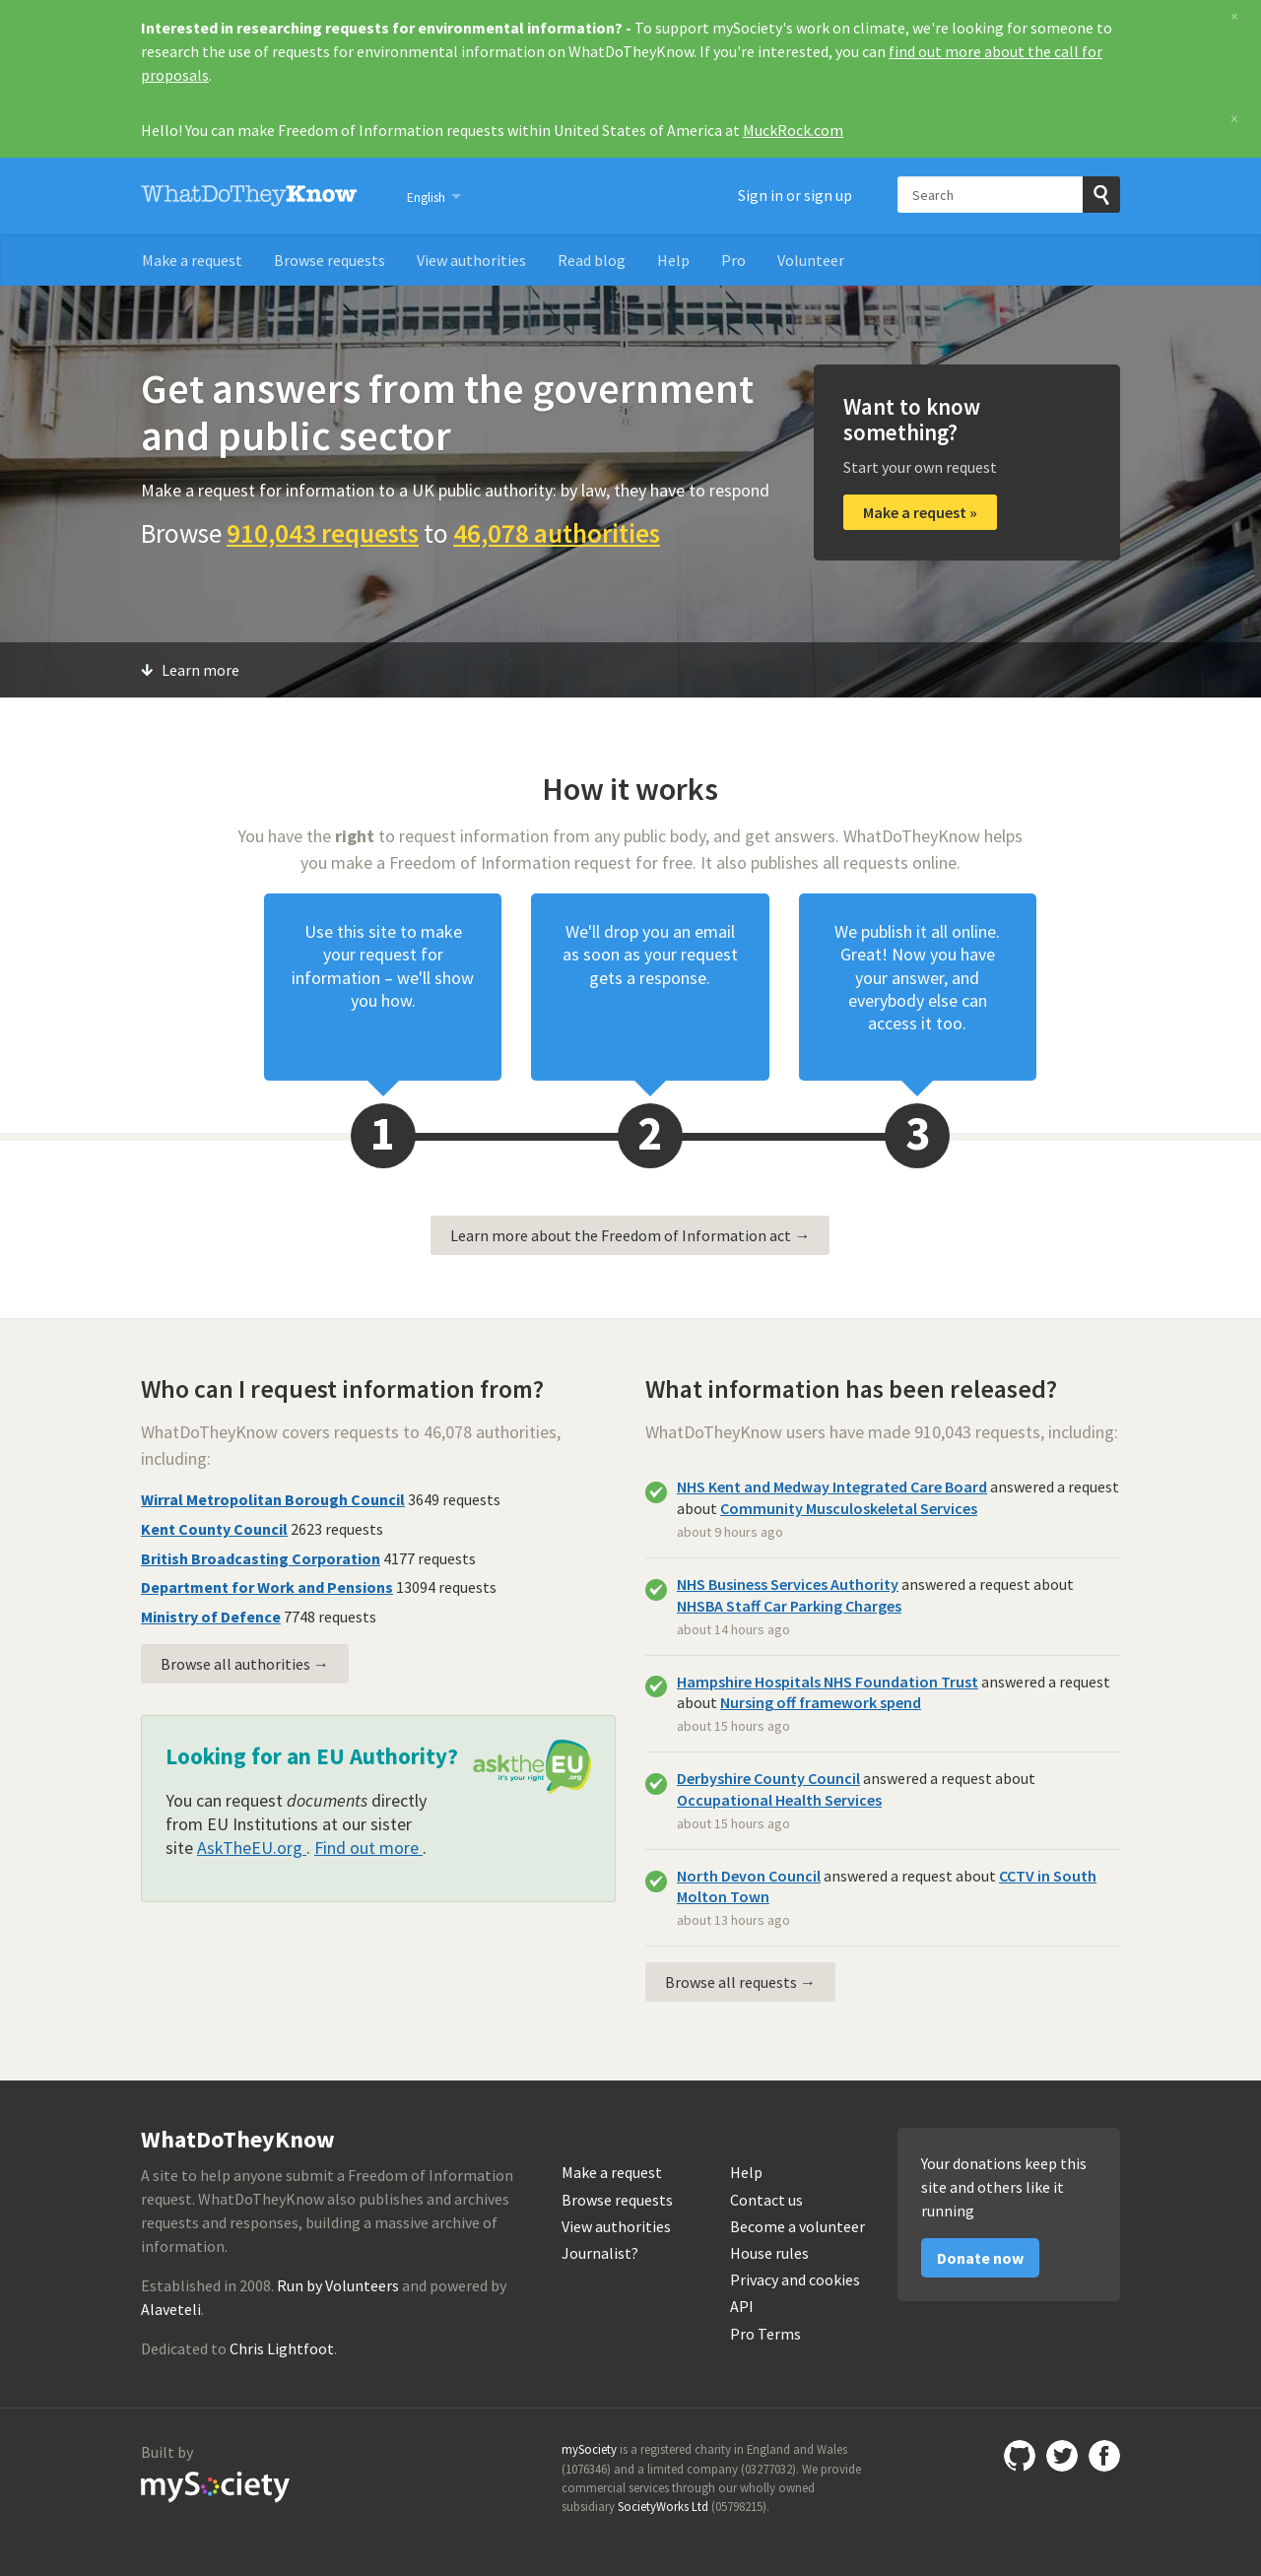 Interested in researching requests for environmental information? - To support mySociety's work on climate, we're looking for someone to
research the use of requests for environmental information on WhatDoTheyKnow. If you're interested, you can find out more about the call for
proposals.
×
Hello! You can make Freedom of Information requests within United States of America at MuckRock.com
×
WhatDoTheyKnow
English
Sign in or sign up
Search
Make a request
Browse requests
View authorities
Read blog
Help
Pro
Volunteer
Get answers from the government
and public sector
Make a request for information to a UK public authority: by law, they have to respond
Browse 910,043 requests to 46,078 authorities
Want to know
something?
Start your own request
Make a request »
Learn more
How it works
You have the right to request information from any public body, and get answers. WhatDoTheyKnow helps
you make a Freedom of Information request for free. It also publishes all requests online.
Use this site to make
your request for
information – we'll show
you how.
We'll drop you an email
as soon as your request
gets a response.
We publish it all online.
Great! Now you have
your answer, and
everybody else can
access it too.
1
2
3
Learn more about the Freedom of Information act →
Who can I request information from?
WhatDoTheyKnow covers requests to 46,078 authorities,
including:
Wirral Metropolitan Borough Council 3649 requests
Kent County Council 2623 requests
British Broadcasting Corporation 4177 requests
Department for Work and Pensions 13094 requests
Ministry of Defence 7748 requests
Browse all authorities →
Looking for an EU Authority?
asktheEU
it's your right
.org
You can request documents directly
from EU Institutions at our sister
site AskTheEU.org . Find out more .
What information has been released?
WhatDoTheyKnow users have made 910,043 requests, including:
NHS Kent and Medway Integrated Care Board answered a request
about Community Musculoskeletal Services
about 9 hours ago
NHS Business Services Authority answered a request about
NHSBA Staff Car Parking Charges
about 14 hours ago
Hampshire Hospitals NHS Foundation Trust answered a request
about Nursing off framework spend
about 15 hours ago
Derbyshire County Council answered a request about
Occupational Health Services
about 15 hours ago
North Devon Council answered a request about CCTV in South
Molton Town
about 13 hours ago
Browse all requests →
WhatDoTheyKnow
A site to help anyone submit a Freedom of Information
request. WhatDoTheyKnow also publishes and archives
requests and responses, building a massive archive of
information.
Established in 2008. Run by Volunteers and powered by
Alaveteli.
Dedicated to Chris Lightfoot.
Make a request
Browse requests
View authorities
Journalist?
Help
Contact us
Become a volunteer
House rules
Privacy and cookies
API
Pro Terms
Your donations keep this
site and others like it
running
Donate now
Built by
mySociety
mySociety is a registered charity in England and Wales
(1076346) and a limited company (03277032). We provide
commercial services through our wholly owned
subsidiary SocietyWorks Ltd (05798215).